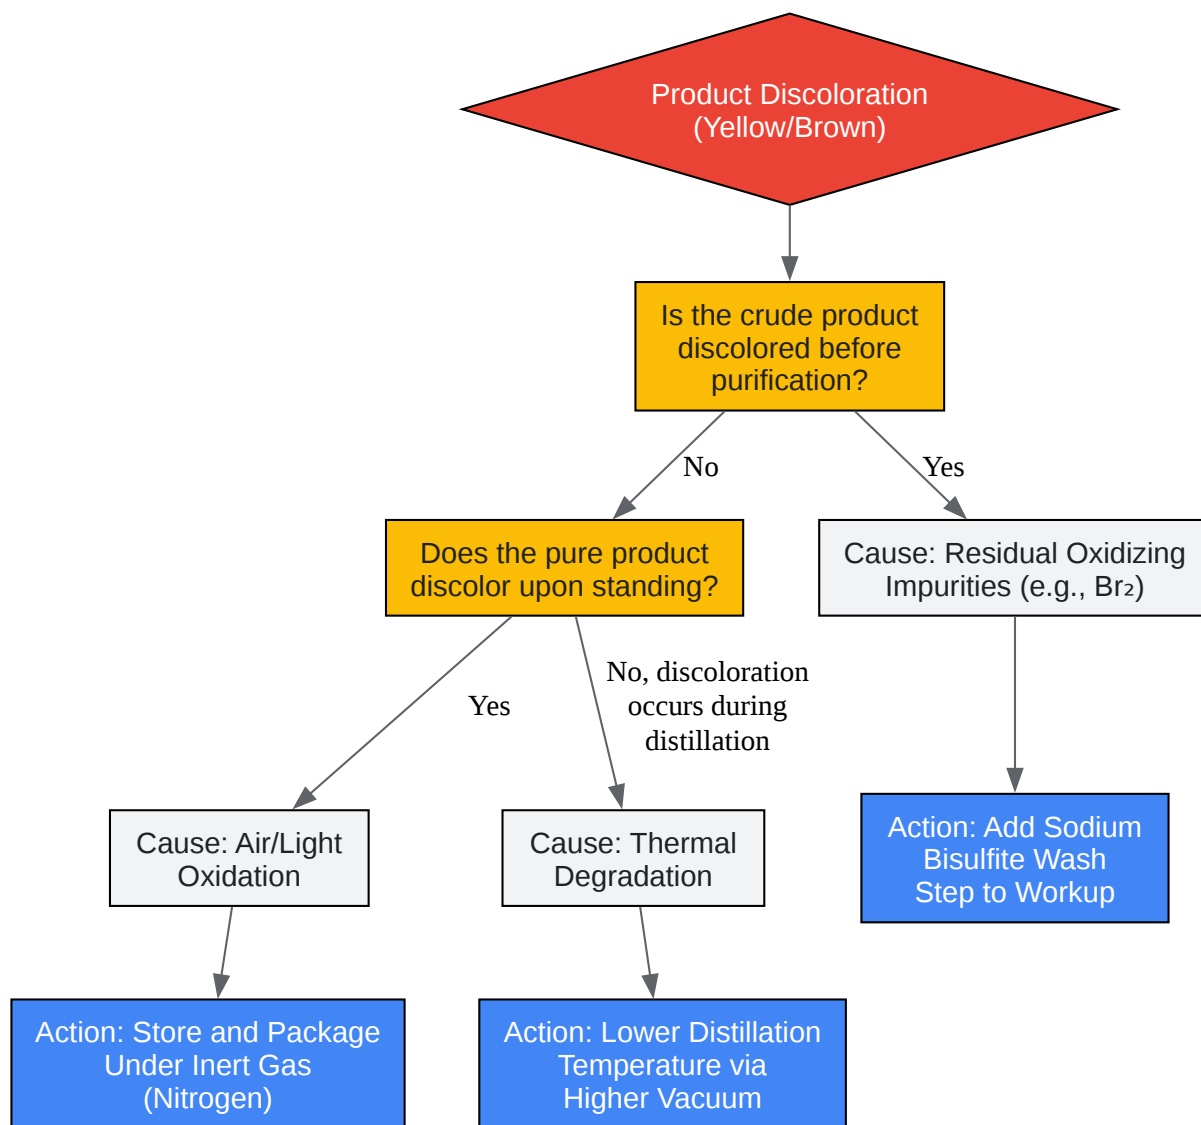 Product Discoloration
(Yellow/Brown)
Is the crude product
discolored before
purification?
No
Yes
Does the pure product
discolor upon standing?
Cause: Residual Oxidizing
Impurities (e.g., Br₂)
Yes
No, discoloration
occurs during
distillation
Cause: Air/Light
Oxidation
Cause: Thermal
Degradation
Action: Add Sodium
Bisulfite Wash
Step to Workup
Action: Store and Package
Under Inert Gas
(Nitrogen)
Action: Lower Distillation
Temperature via
Higher Vacuum